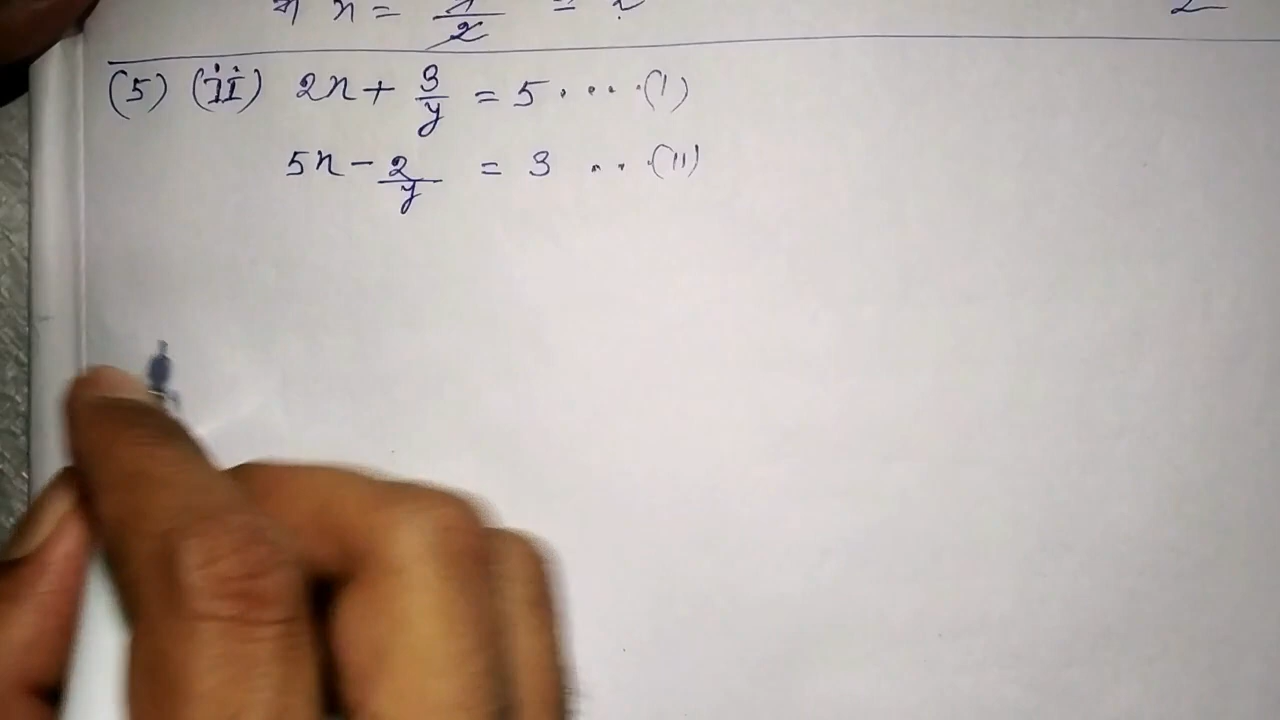 (5) (ii) 2x + 3/y = 5 .... (I)
5x - 2/y = 3 .. (II)